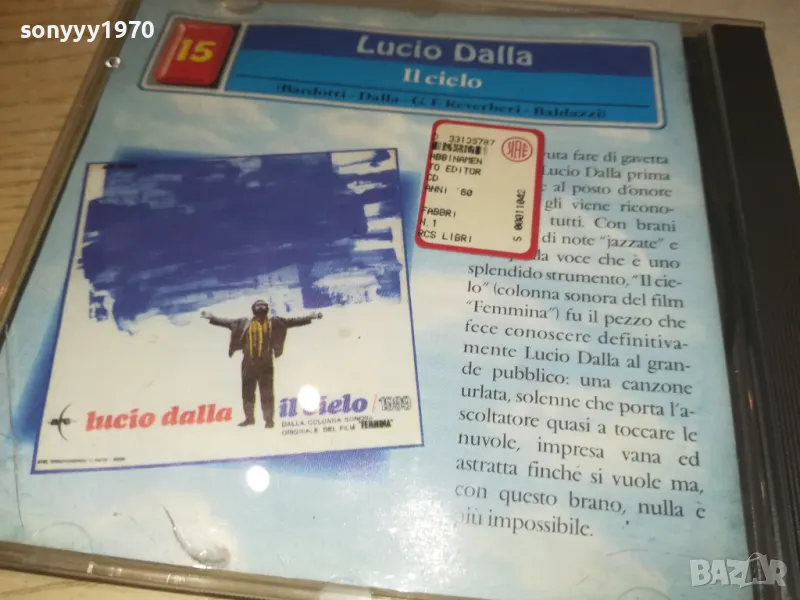 sonyyy1970
15
Lucio Dalla
Il cielo
(Bardotti - Dalla - G. F. Reverberi - Baldazzi)
33135787
ABBINAMEN
TO EDITOR
CD
ANNI '60
FABBRI
N.1
RCS LIBRI
S 00011042
uta fare di gavetta
Lucio Dalla prima
e al posto d'onore
gli viene ricono-
tutti. Con brani
di note "jazzate" e
la voce che è uno
splendido strumento, "Il cie-
lo" (colonna sonora del film
"Femmina") fu il pezzo che
fece conoscere definitiva-
mente Lucio Dalla al gran-
de pubblico: una canzone
urlata, solenne che porta l'a-
scoltatore quasi a toccare le
nuvole, impresa vana ed
astratta finché si vuole ma,
con questo brano, nulla è
più impossibile.
arc
lucio dalla
il cielo/1999
DALLA COLONNA SONORA
ORIGINALE DEL FILM "FEMMINA"
BAZAR